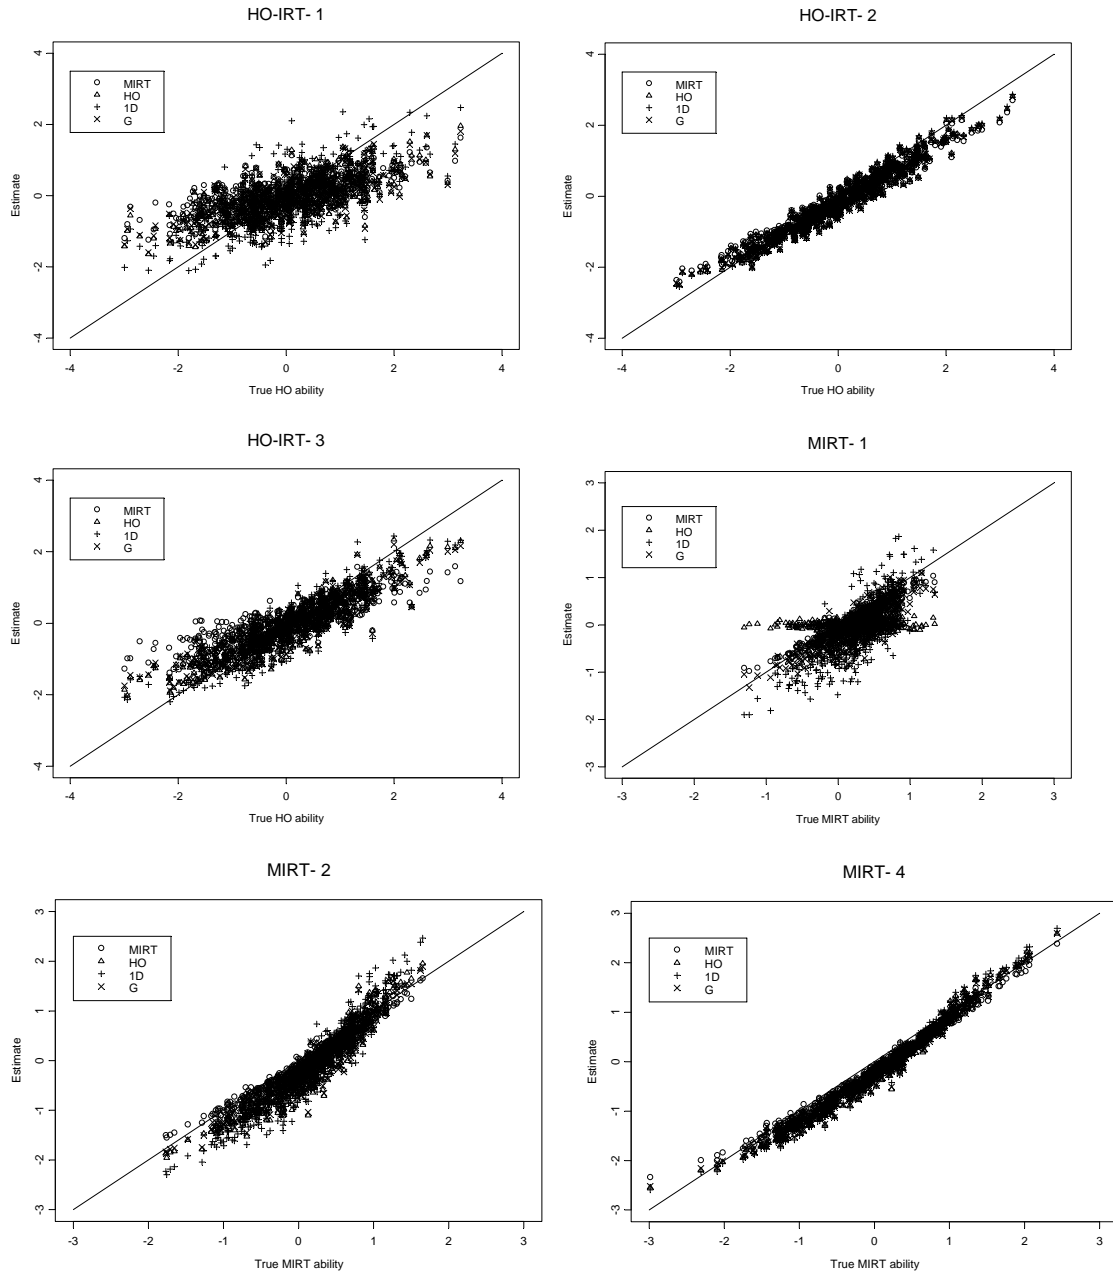 HO-IRT- 1
4
2
0
-2
-4
Estimate
MIRT
HO
1D
G
-4 -2 0 2 4
True HO ability
HO-IRT- 2
4
2
0
-2
-4
Estimate
MIRT
HO
1D
G
-4 -2 0 2 4
True HO ability
HO-IRT- 3
4
2
0
-2
-4
Estimate
MIRT
HO
1D
G
-4 -2 0 2 4
True HO ability
MIRT- 1
3
2
1
0
-1
-2
-3
Estimate
MIRT
HO
1D
G
-3 -2 -1 0 1 2 3
True MIRT ability
MIRT- 2
3
2
1
0
-1
-2
-3
Estimate
MIRT
HO
1D
G
-3 -2 -1 0 1 2 3
True MIRT ability
MIRT- 4
3
2
1
0
-1
-2
-3
Estimate
MIRT
HO
1D
G
-3 -2 -1 0 1 2 3
True MIRT ability